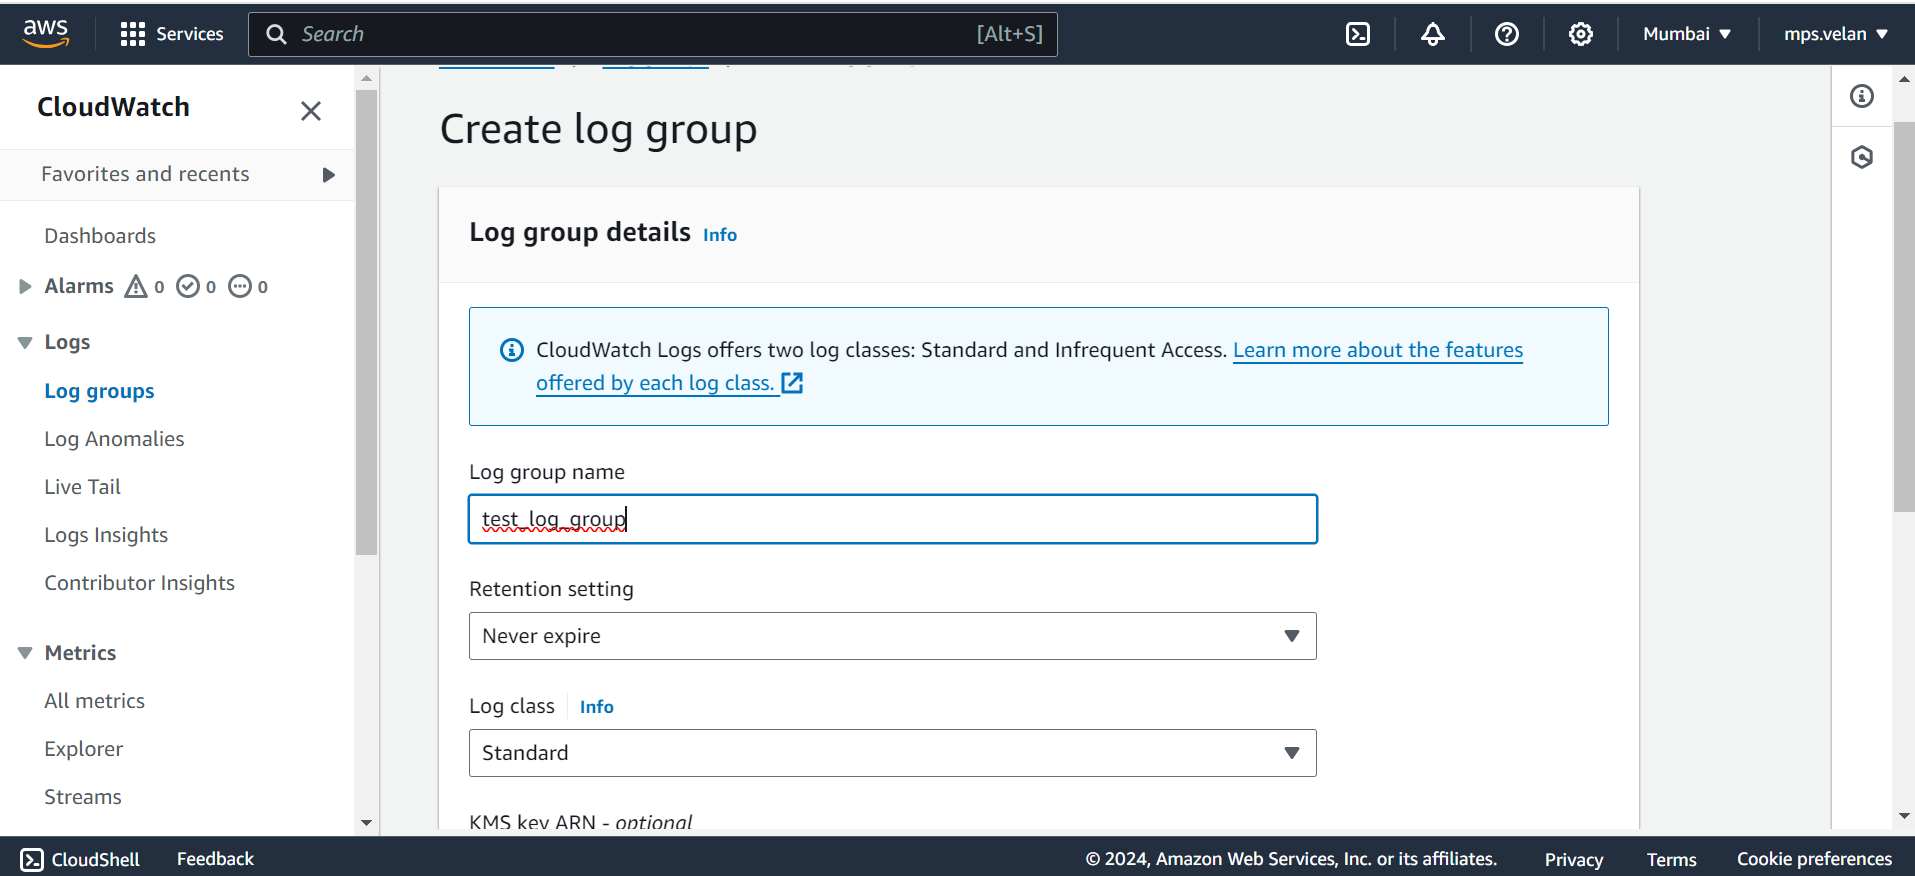 aws
Services
Search
[Alt+S]
Mumbai
mps.velan
CloudWatch
Favorites and recents
Dashboards
Alarms 0 0 0
Logs
Log groups
Log Anomalies
Live Tail
Logs Insights
Contributor Insights
Metrics
All metrics
Explorer
Streams
Create log group
Log group details Info
CloudWatch Logs offers two log classes: Standard and Infrequent Access. Learn more about the features
offered by each log class.
Log group name
test_log_group
Retention setting
Never expire
Log class Info
Standard
KMS key ARN - optional
CloudShell
Feedback
© 2024, Amazon Web Services, Inc. or its affiliates.
Privacy
Terms
Cookie preferences